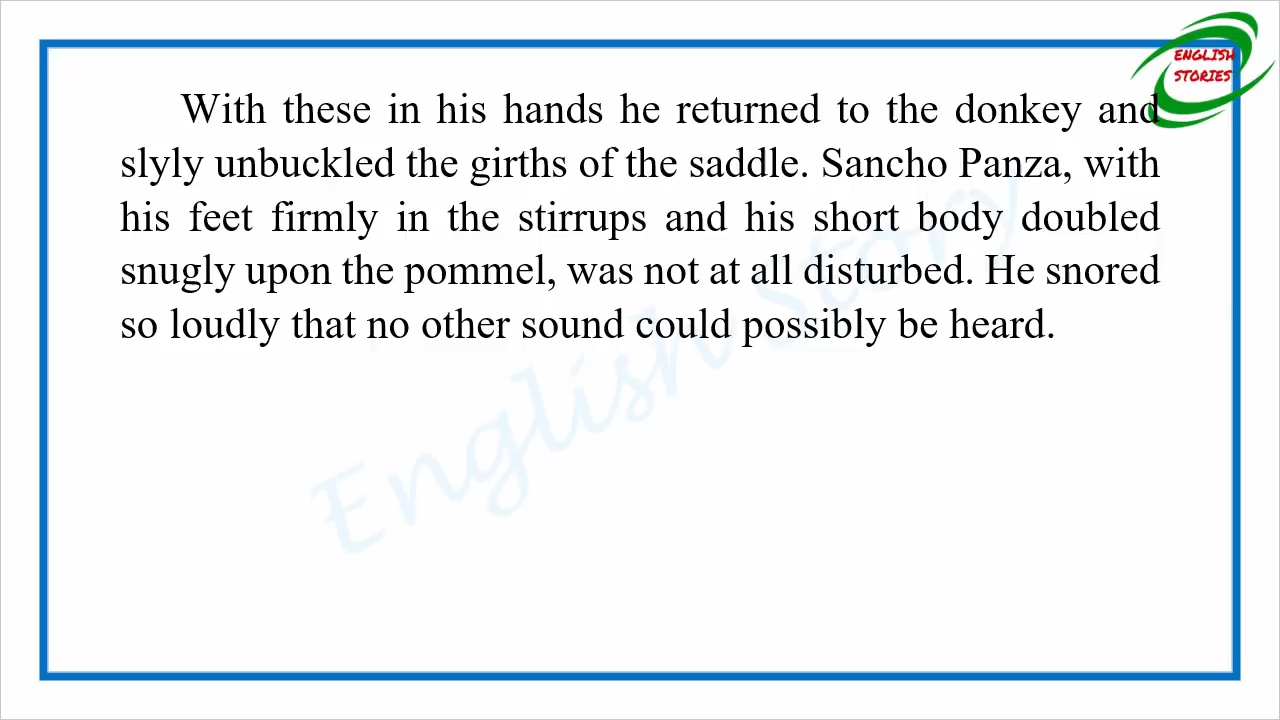 ENGLISH
STORIES
With these in his hands he returned to the donkey and
slyly unbuckled the girths of the saddle. Sancho Panza, with
his feet firmly in the stirrups and his short body doubled
snugly upon the pommel, was not at all disturbed. He snored
so loudly that no other sound could possibly be heard.
English Story